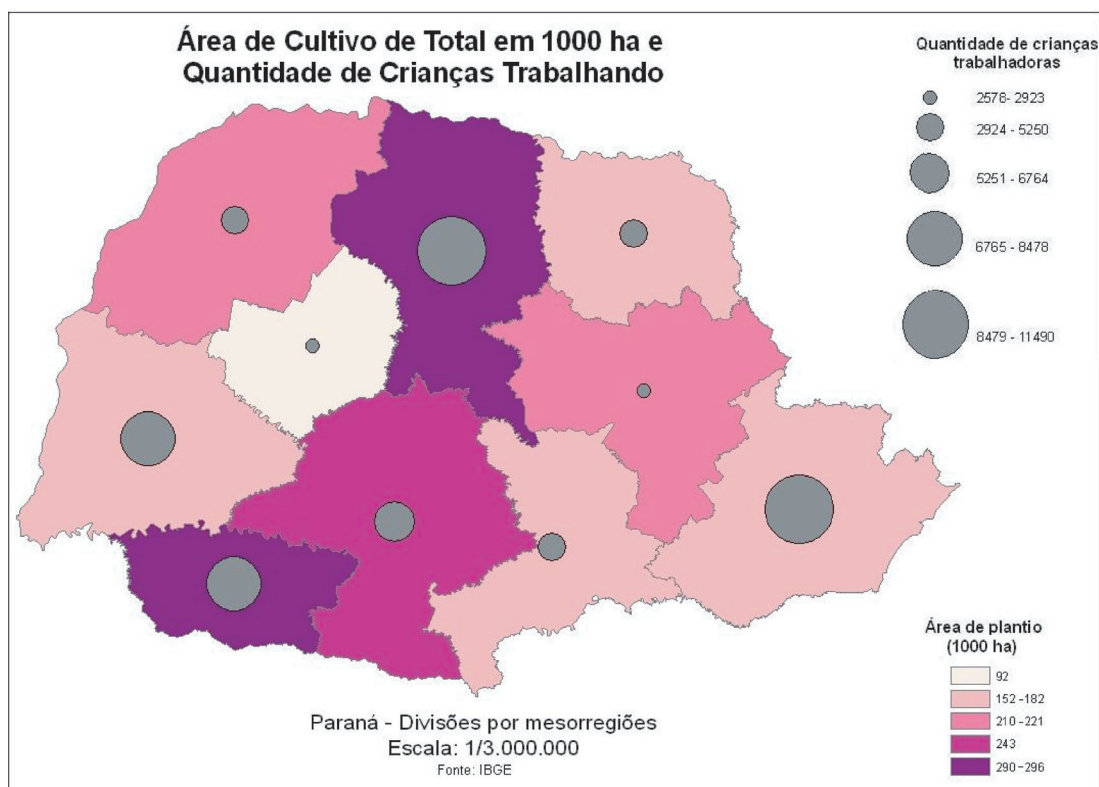 Área de Cultivo de Total em 1000 ha e
Quantidade de Crianças Trabalhando
Quantidade de crianças
trabalhadoras
2578- 2923
2924 - 5250
5251 - 6764
6765 - 8478
8479 - 11490
Área de plantio
(1000 ha)
92
152 -182
210 -221
243
290 -296
Paraná - Divisões por mesorregiões
Escala: 1/3.000.000
Fonte: IBGE